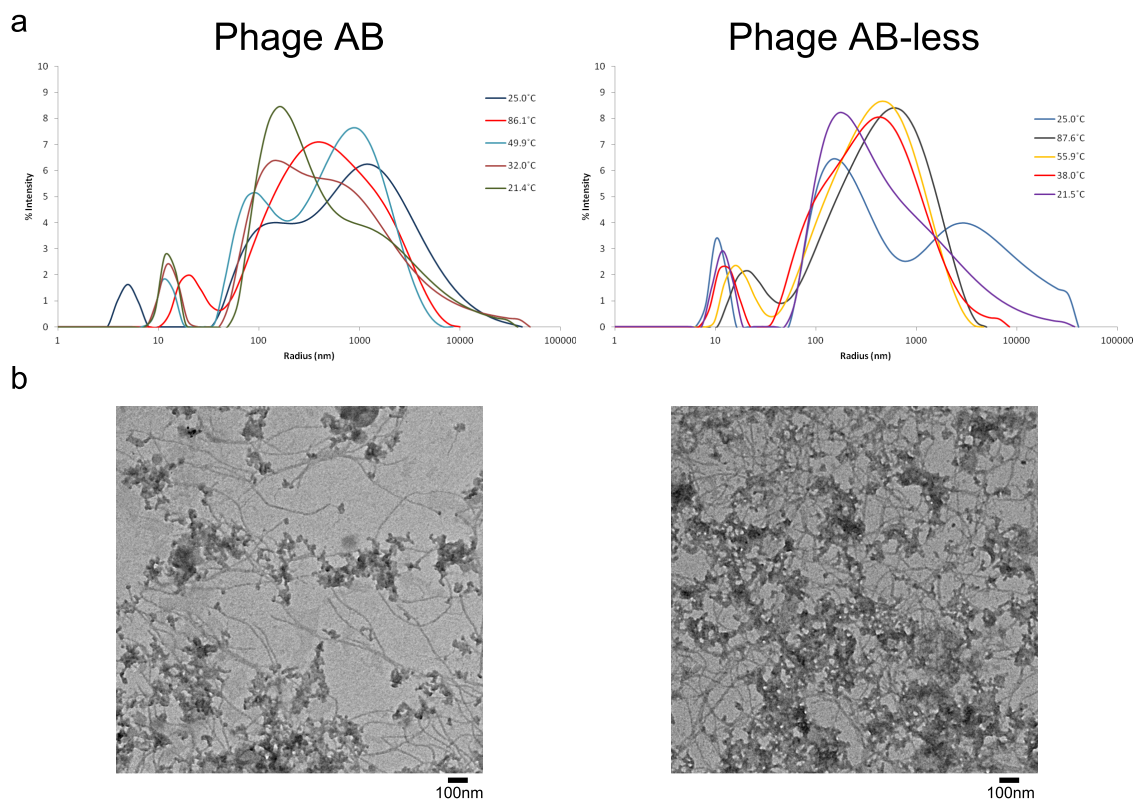 a
Phage AB
Phage AB-less
10
9
8
7
6
5
4
3
2
1
0
% Intensity
1
10
100
1000
10000
100000
Radius (nm)
25.0˚C
86.1˚C
49.9˚C
32.0˚C
21.4˚C
10
9
8
7
6
5
4
3
2
1
0
% Intensity
1
10
100
1000
10000
100000
Radius (nm)
25.0˚C
87.6˚C
55.9˚C
38.0˚C
21.5˚C
b
100nm
100nm